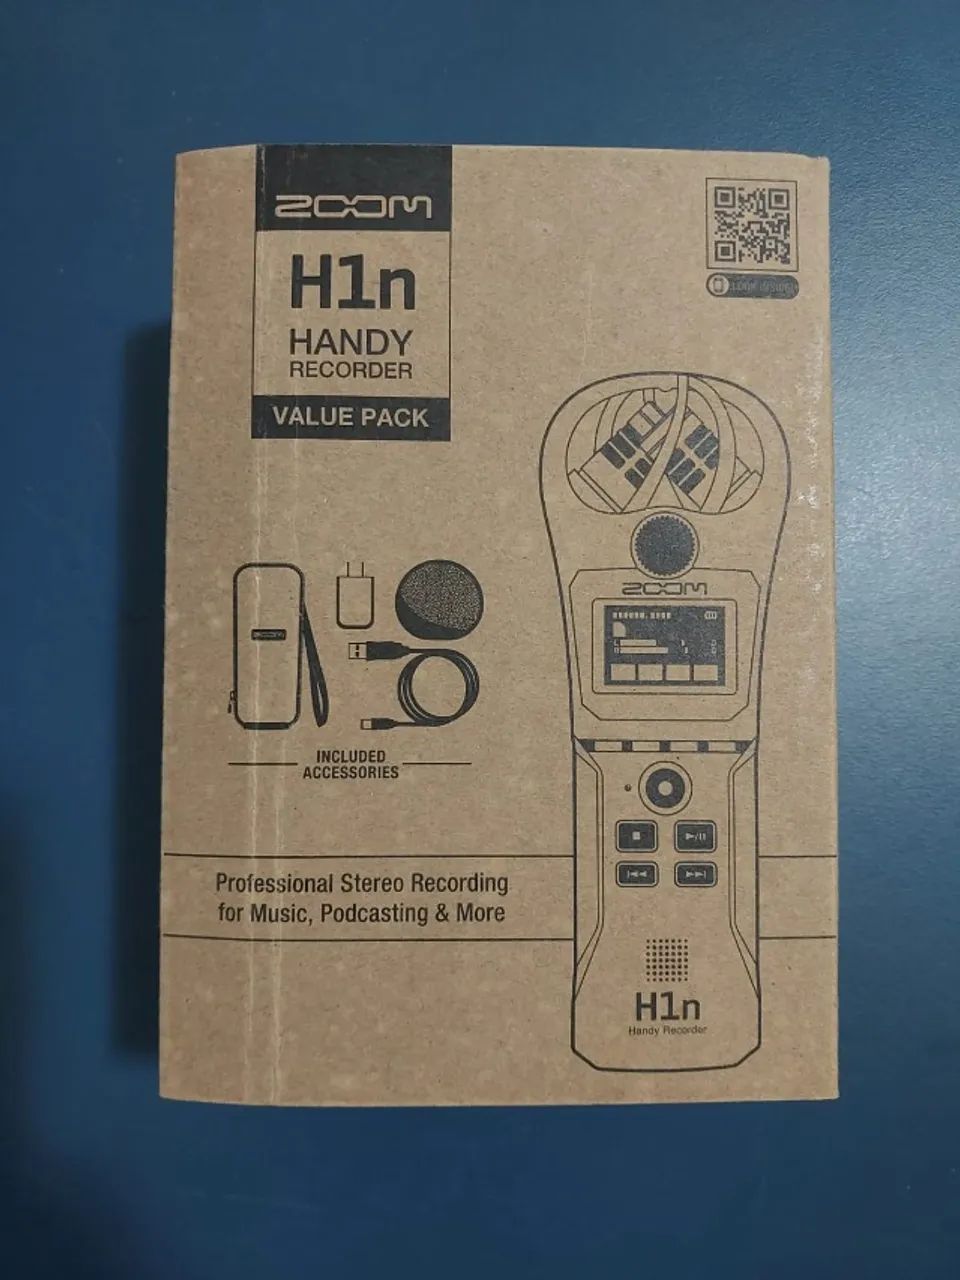 ZOOM
H1n
HANDY
RECORDER
VALUE PACK
ZOOM
INCLUDED
ACCESSORIES
Professional Stereo Recording
for Music, Podcasting & More
H1n
Handy Recorder